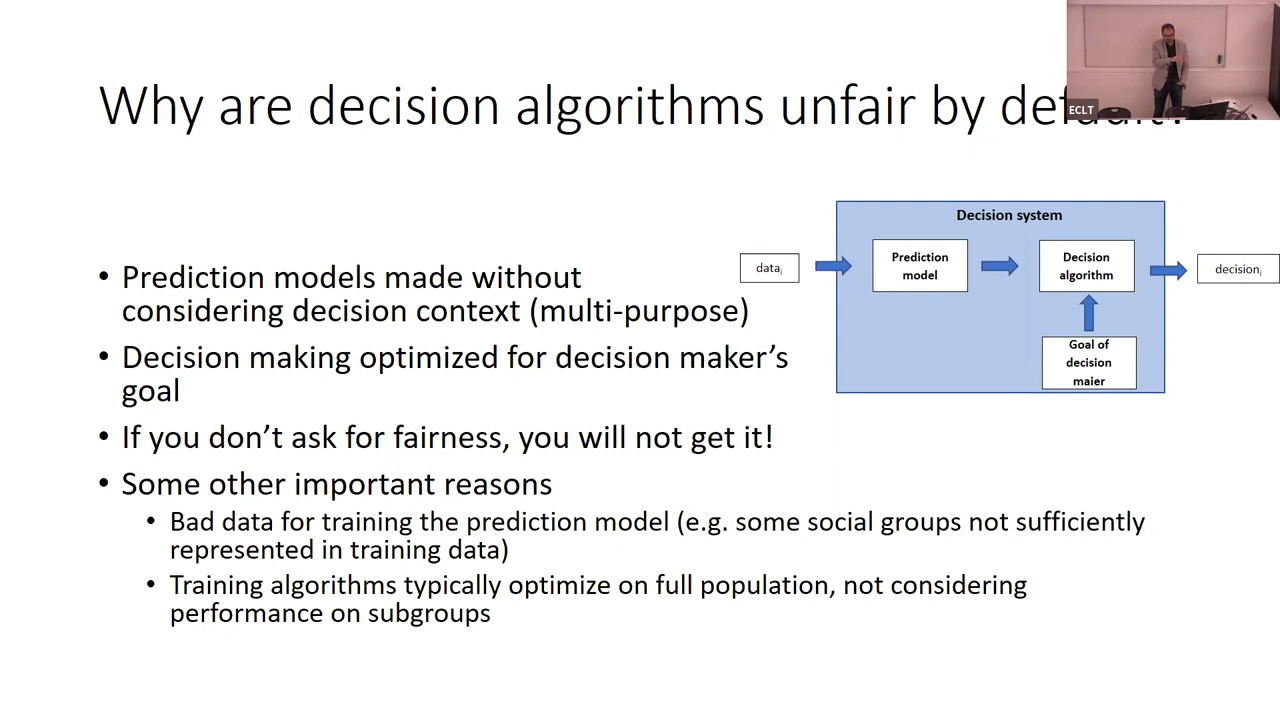 Why are decision algorithms unfair by
ECLT
Decision system
data i
Prediction
model
Decision
algorithm
decision i
Goal of
decision
maier
• Prediction models made without
considering decision context (multi-purpose)
• Decision making optimized for decision maker's
goal
• If you don't ask for fairness, you will not get it!
• Some other important reasons
• Bad data for training the prediction model (e.g. some social groups not sufficiently
represented in training data)
• Training algorithms typically optimize on full population, not considering
performance on subgroups